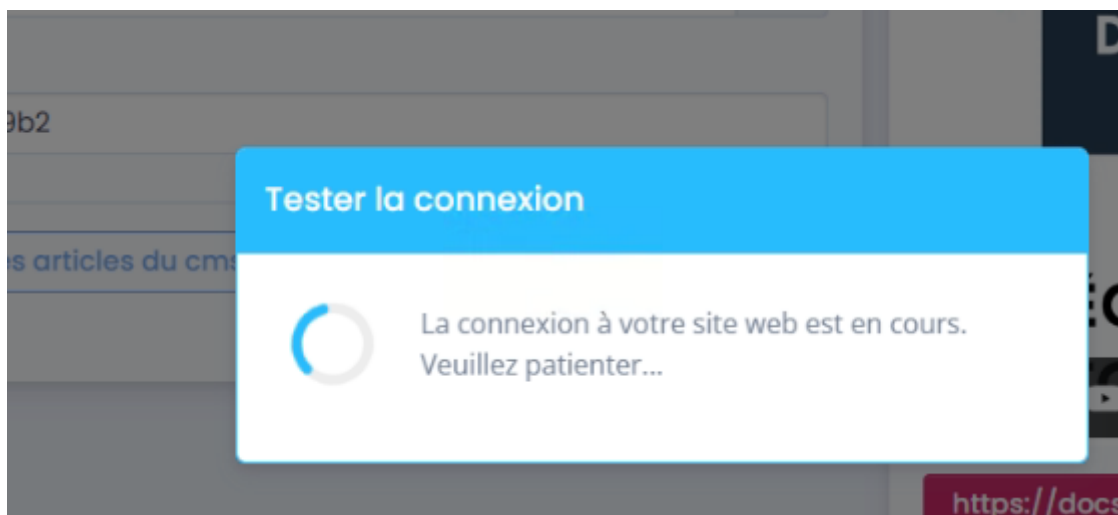 D
9b2
Tester la connexion
es articles du cms
La connexion à votre site web est en cours.
Veuillez patienter...
https://docs